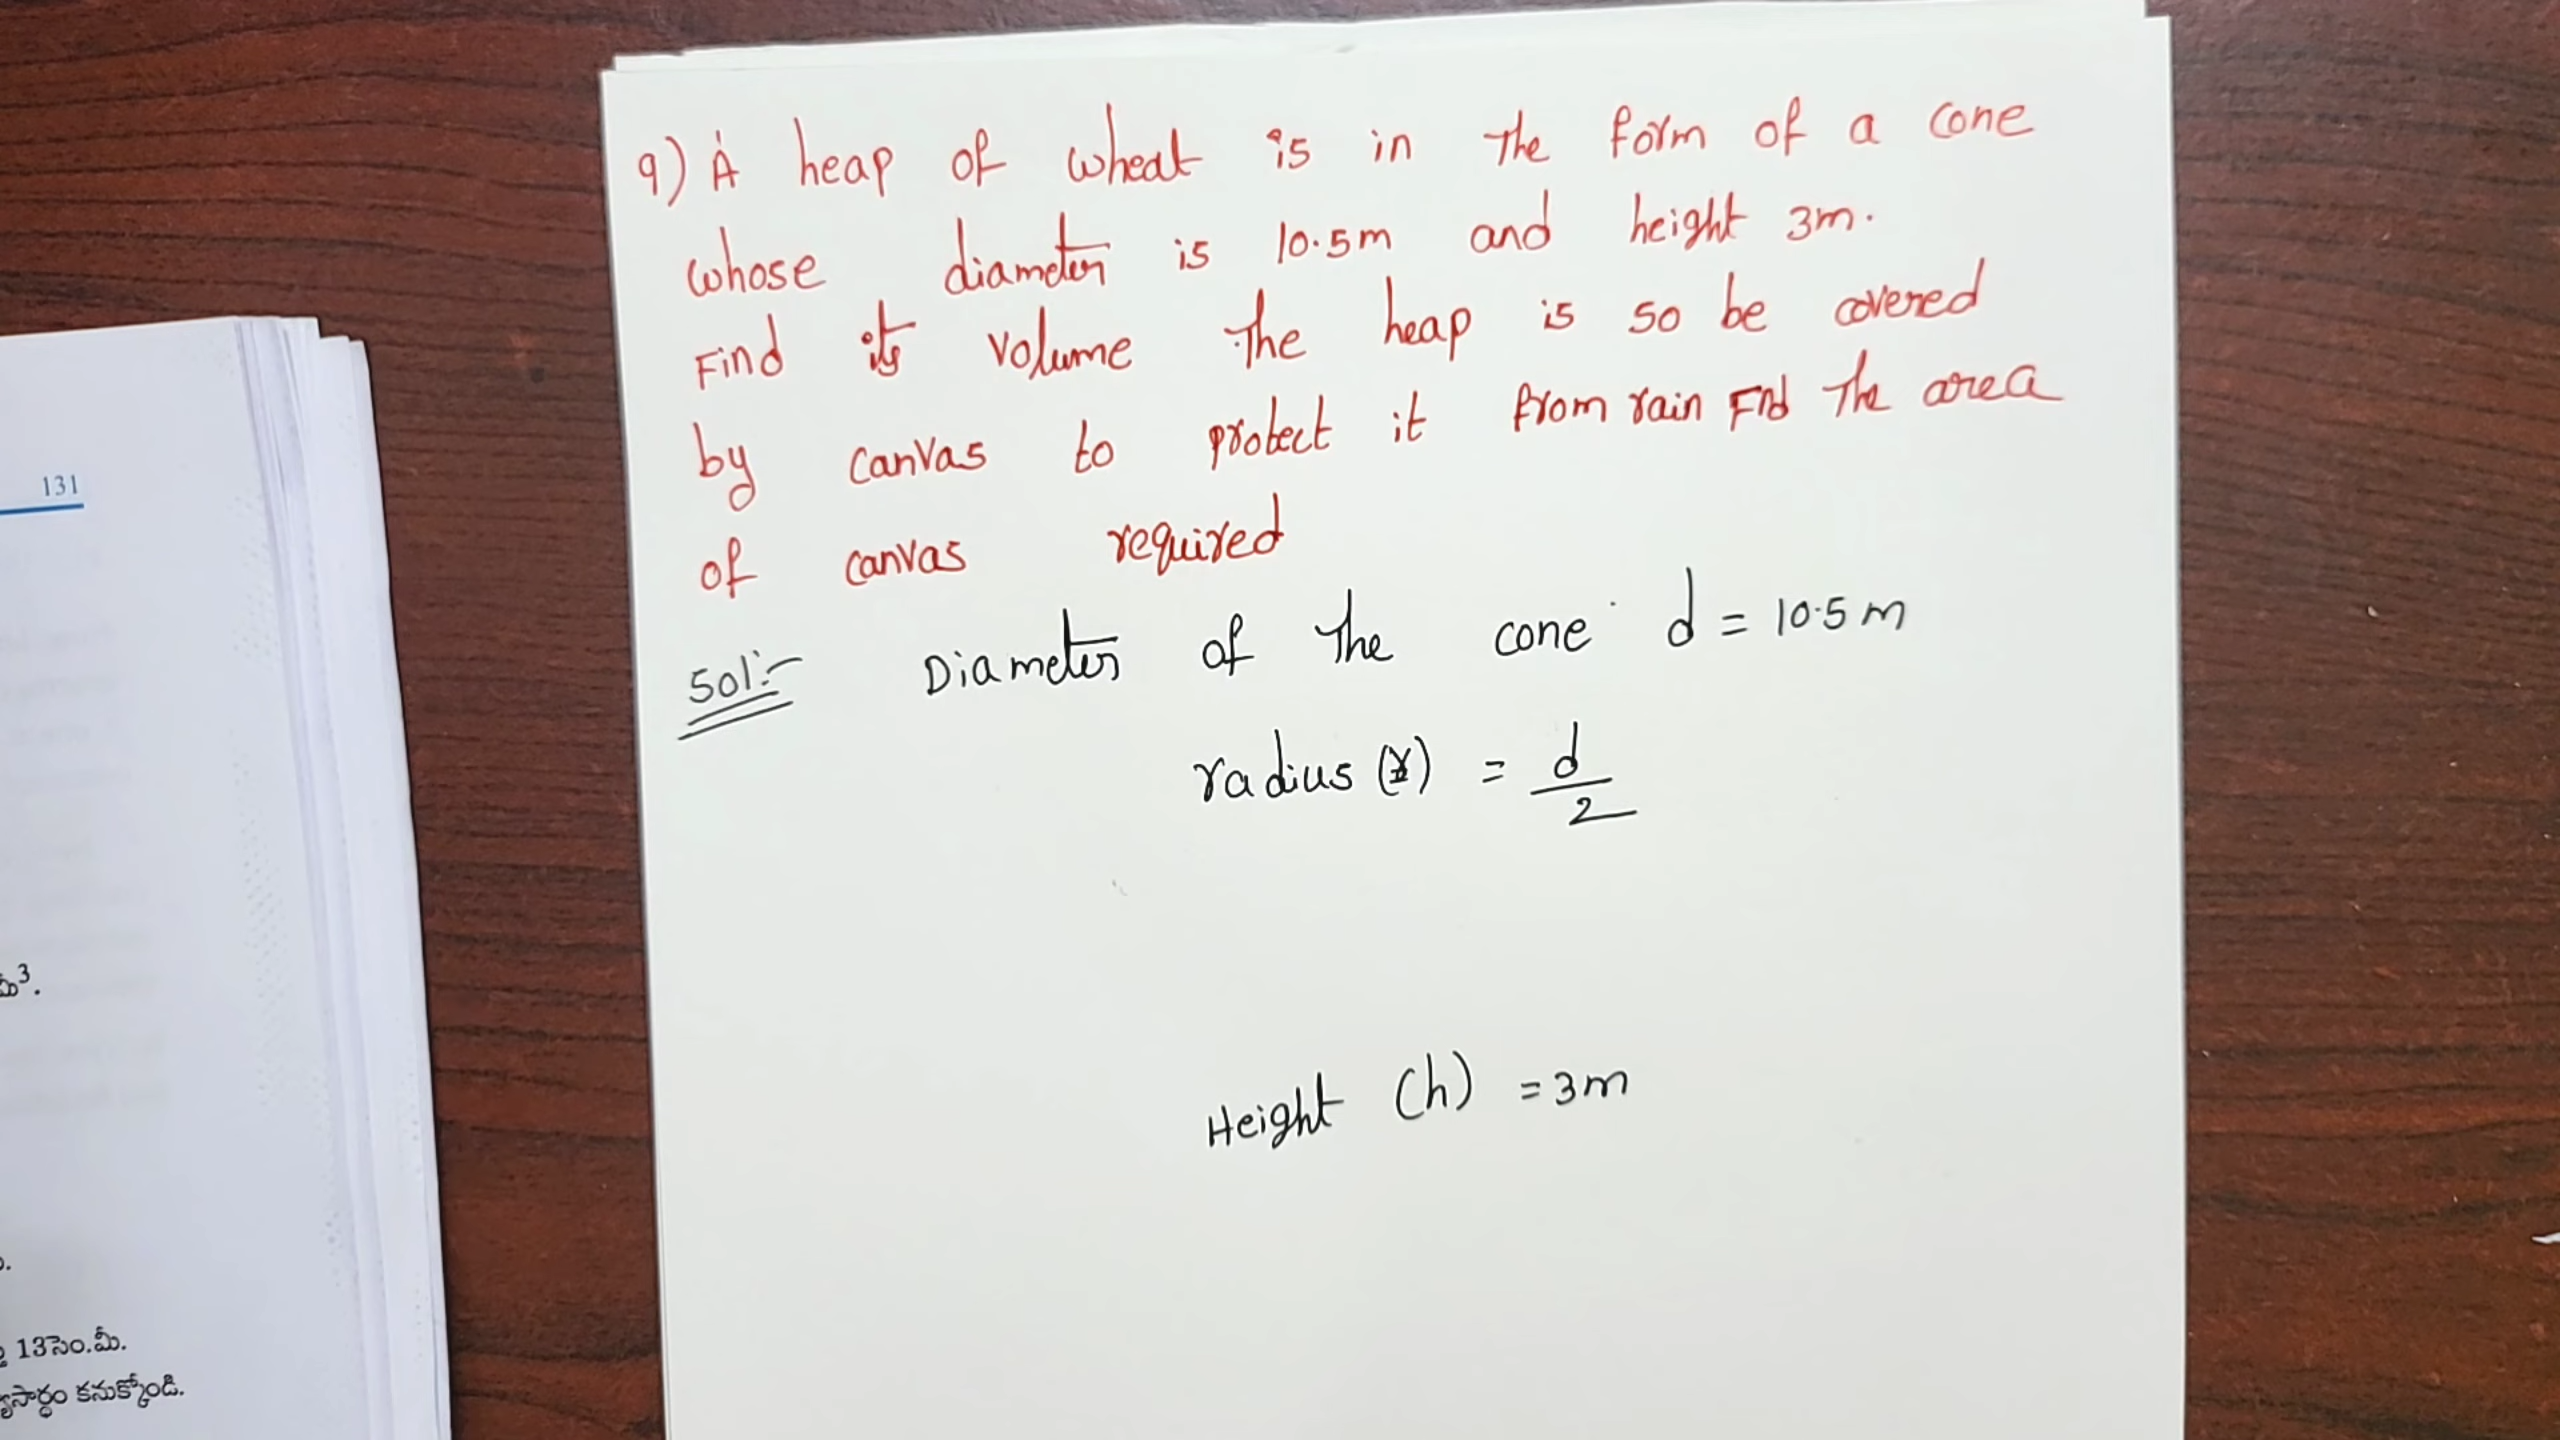 131
3.
13సెం.మీ.
కనుక్కోండి.
9) A heap of wheat is in the form of a cone
whose diameter is 10.5m and height 3m.
Find its volume The heap is so be covered
by canvas to protect it from rain Find the area
of canvas required
Sol:- Diameter of the cone d = 10.5 m
radius (r) = d/2
Height (h) = 3m